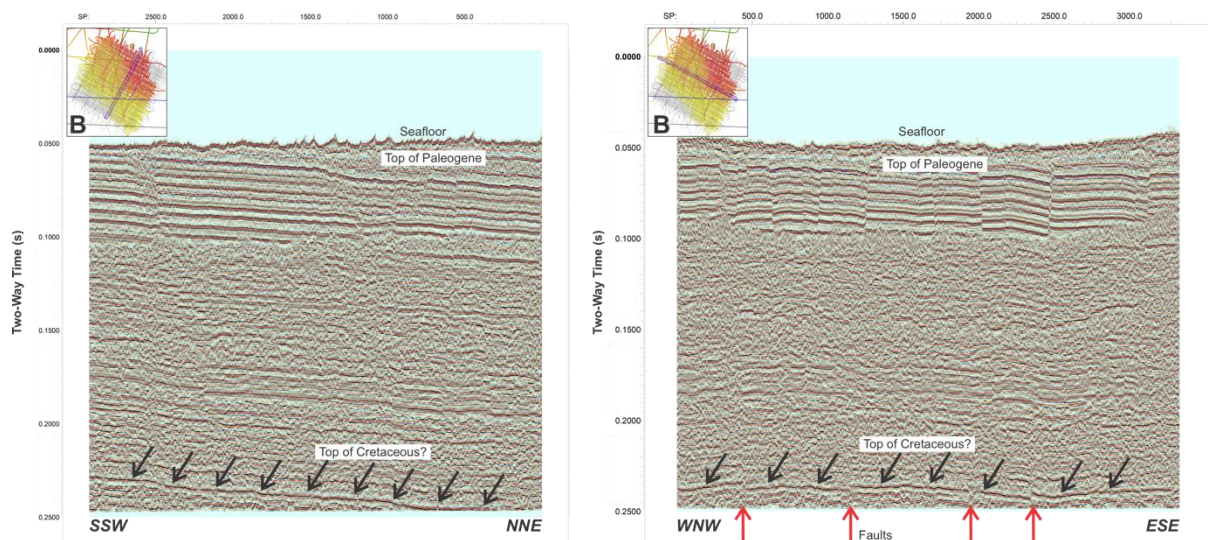 SP: 2500.0 2000.0 1500.0 1000.0 500.0
0.0000
B
Seafloor
0.0500
Top of Paleogene
0.1000
Two-Way Time (s)
0.1500
0.2000
Top of Cretaceous?
0.2500
SSW
NNE
SP: 500.0 1000.0 1500.0 2000.0 2500.0 3000.0
0.0000
B
Seafloor
0.0500
Top of Paleogene
0.1000
Two-Way Time (s)
0.1500
0.2000
Top of Cretaceous?
0.2500
WNW
ESE
Faults